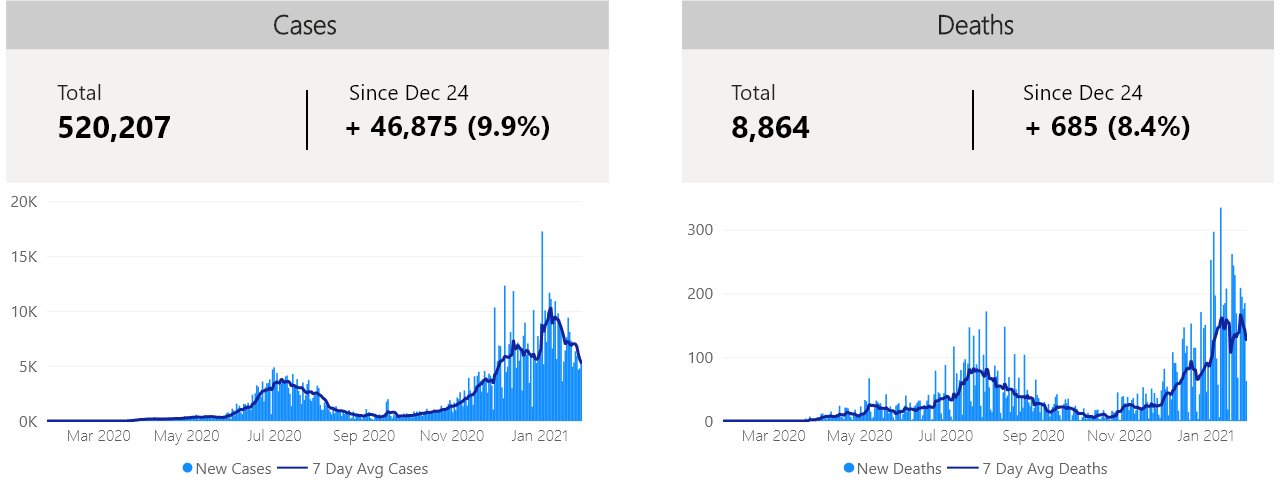 Cases
Total
Since Dec 24
520,207
+ 46,875 (9.9%)
20K
15K
10K
5K
0K
Mar 2020 May 2020 Jul 2020 Sep 2020 Nov 2020 Jan 2021
New Cases 7 Day Avg Cases
Deaths
Total
Since Dec 24
8,864
+ 685 (8.4%)
300
200
100
0
Mar 2020 May 2020 Jul 2020 Sep 2020 Nov 2020 Jan 2021
New Deaths 7 Day Avg Deaths